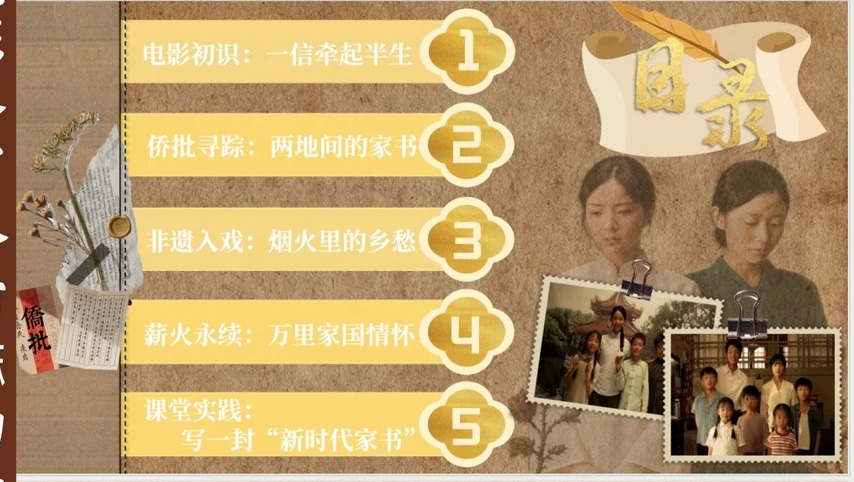 目录
电影初识：一信牵起半生
1
侨批寻踪：两地间的家书
2
非遗入戏：烟火里的乡愁
3
薪火永续：万里家国情怀
4
课堂实践：
写一封“新时代家书”
5
侨批